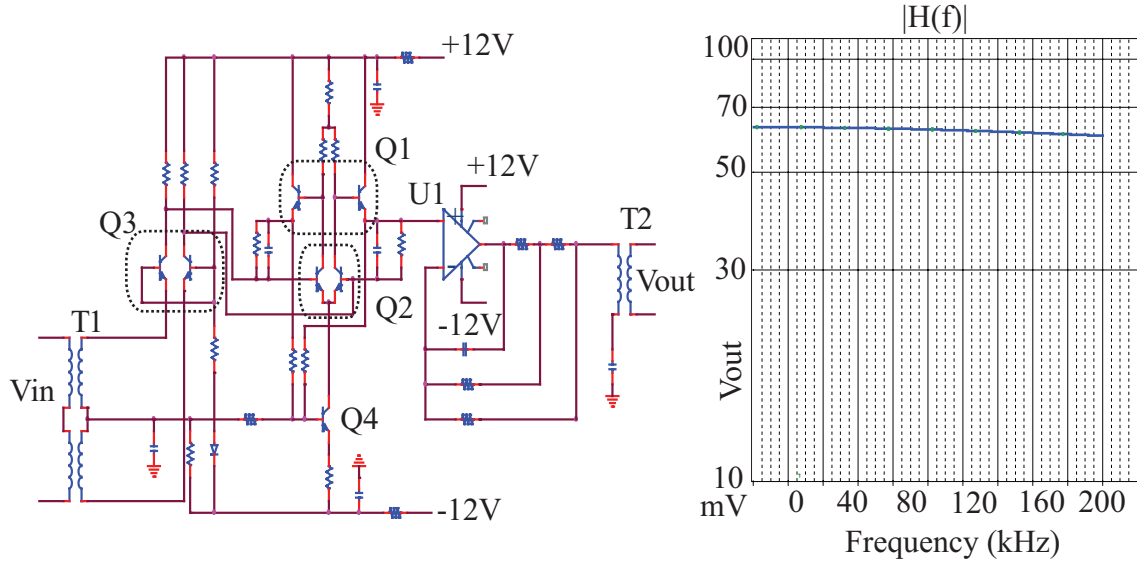 +12V
Q1
+12V
U1
Q3
T2
Vout
Q2
-12V
T1
Vin
Q4
-12V
|H(f)|
100
70
50
30
10
mV
Vout
0 40 80 120 160 200
Frequency (kHz)